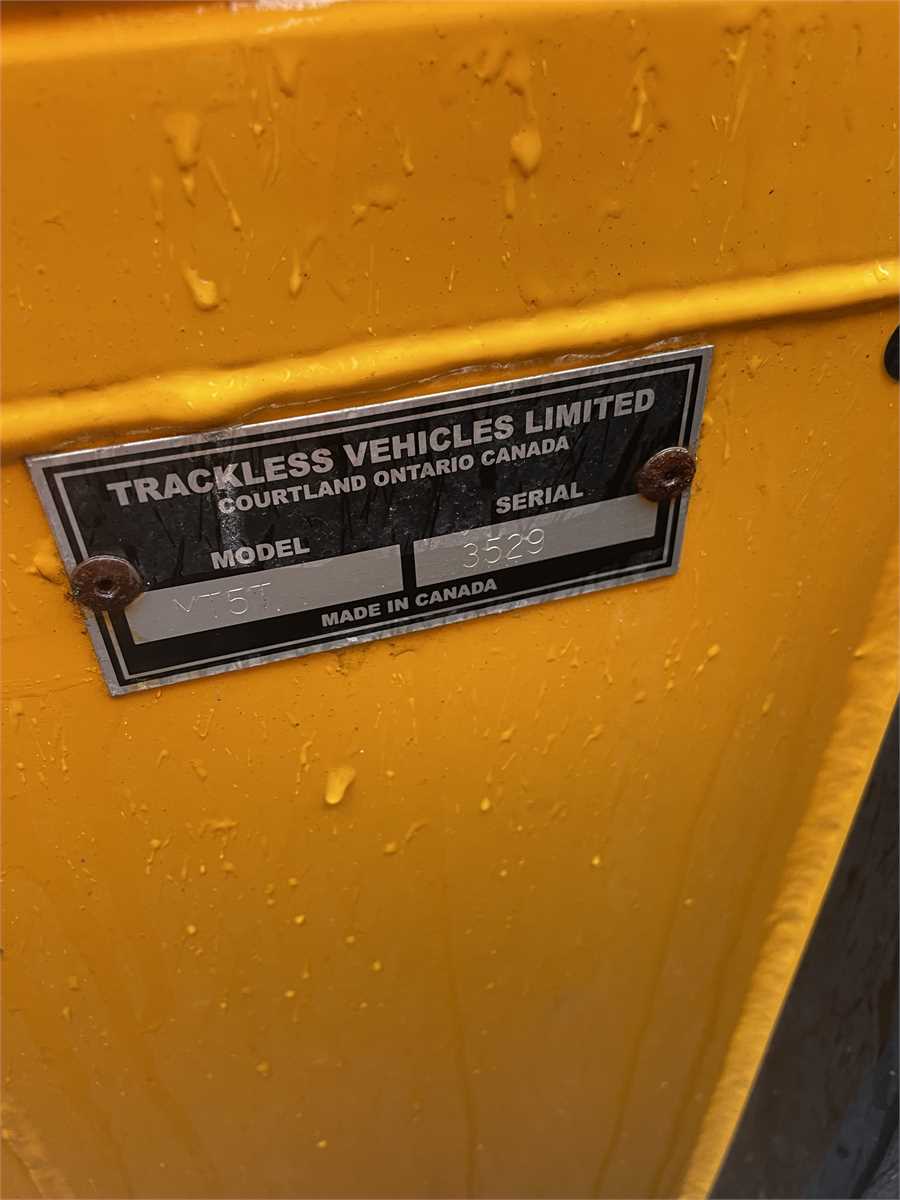 TRACKLESS VEHICLES LIMITED
COURTLAND ONTARIO CANADA
MODEL SERIAL
MT5T 3529
MADE IN CANADA